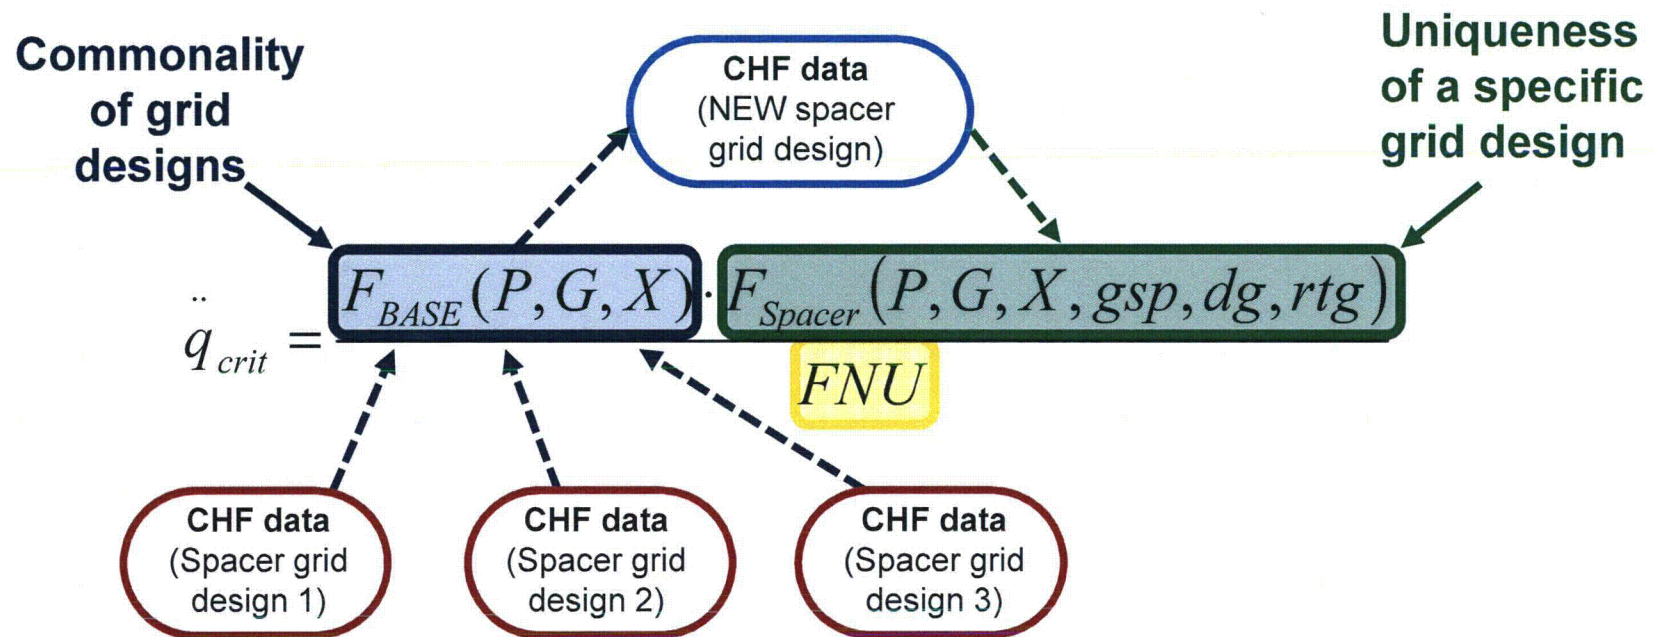 Commonality
of grid
designs
CHF data
(NEW spacer
grid design)
Uniqueness
of a specific
grid design
q̈ crit = F BASE (P, G, X) · F Spacer (P, G, X, gsp, dg, rtg)
FNU
CHF data
(Spacer grid
design 1)
CHF data
(Spacer grid
design 2)
CHF data
(Spacer grid
design 3)